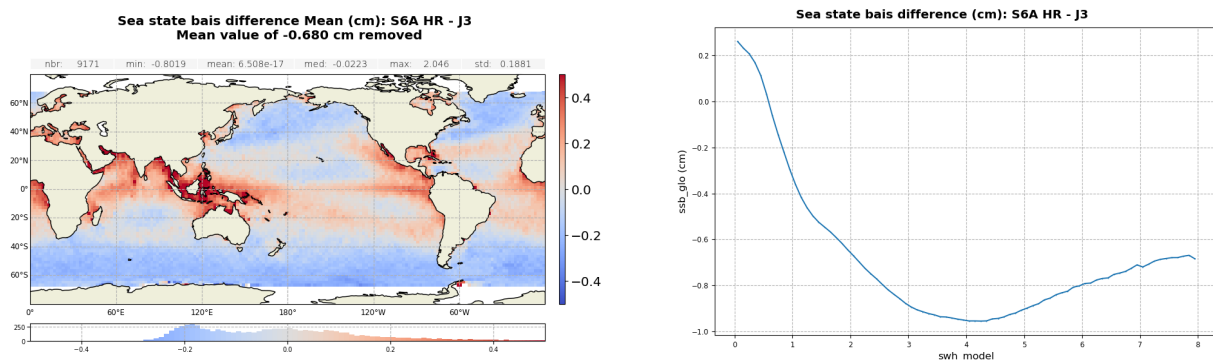 Sea state bais difference Mean (cm): S6A HR - J3
Mean value of -0.680 cm removed
nbr: 9171 min: -0.8019 mean: 6.508e-17 med: -0.0223 max: 2.046 std: 0.1881
60°N
40°N
20°N
0°
20°S
40°S
60°S
0° 60°E 120°E 180° 120°W 60°W
0.4
0.2
0.0
−0.2
−0.4
250
0
−0.4 −0.2 0.0 0.2 0.4
Sea state bais difference (cm): S6A HR - J3
ssb_glo (cm)
0.2
0.0
−0.2
−0.4
−0.6
−0.8
−1.0
0 1 2 3 4 5 6 7 8
swh_model